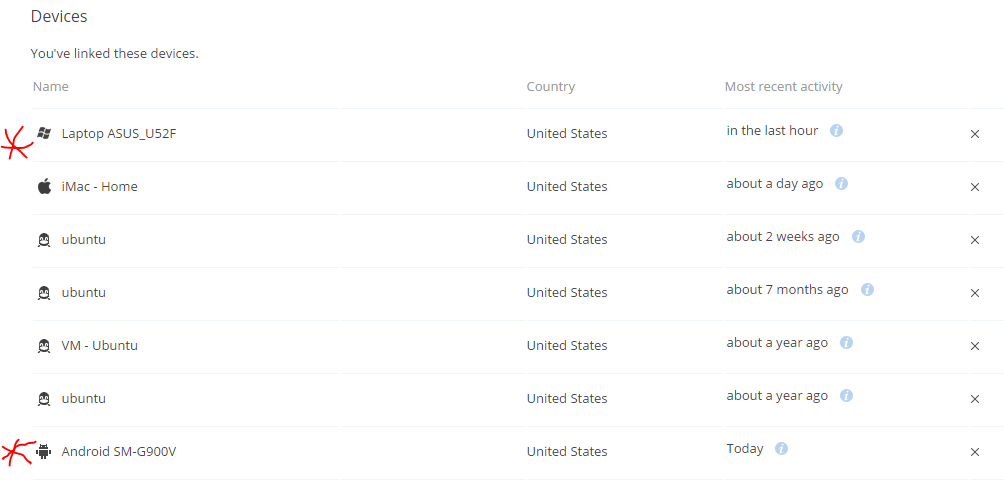 Devices
You've linked these devices.
Name Country Most recent activity
Laptop ASUS_U52F United States in the last hour
iMac - Home United States about a day ago
ubuntu United States about 2 weeks ago
ubuntu United States about 7 months ago
VM - Ubuntu United States about a year ago
ubuntu United States about a year ago
Android SM-G900V United States Today